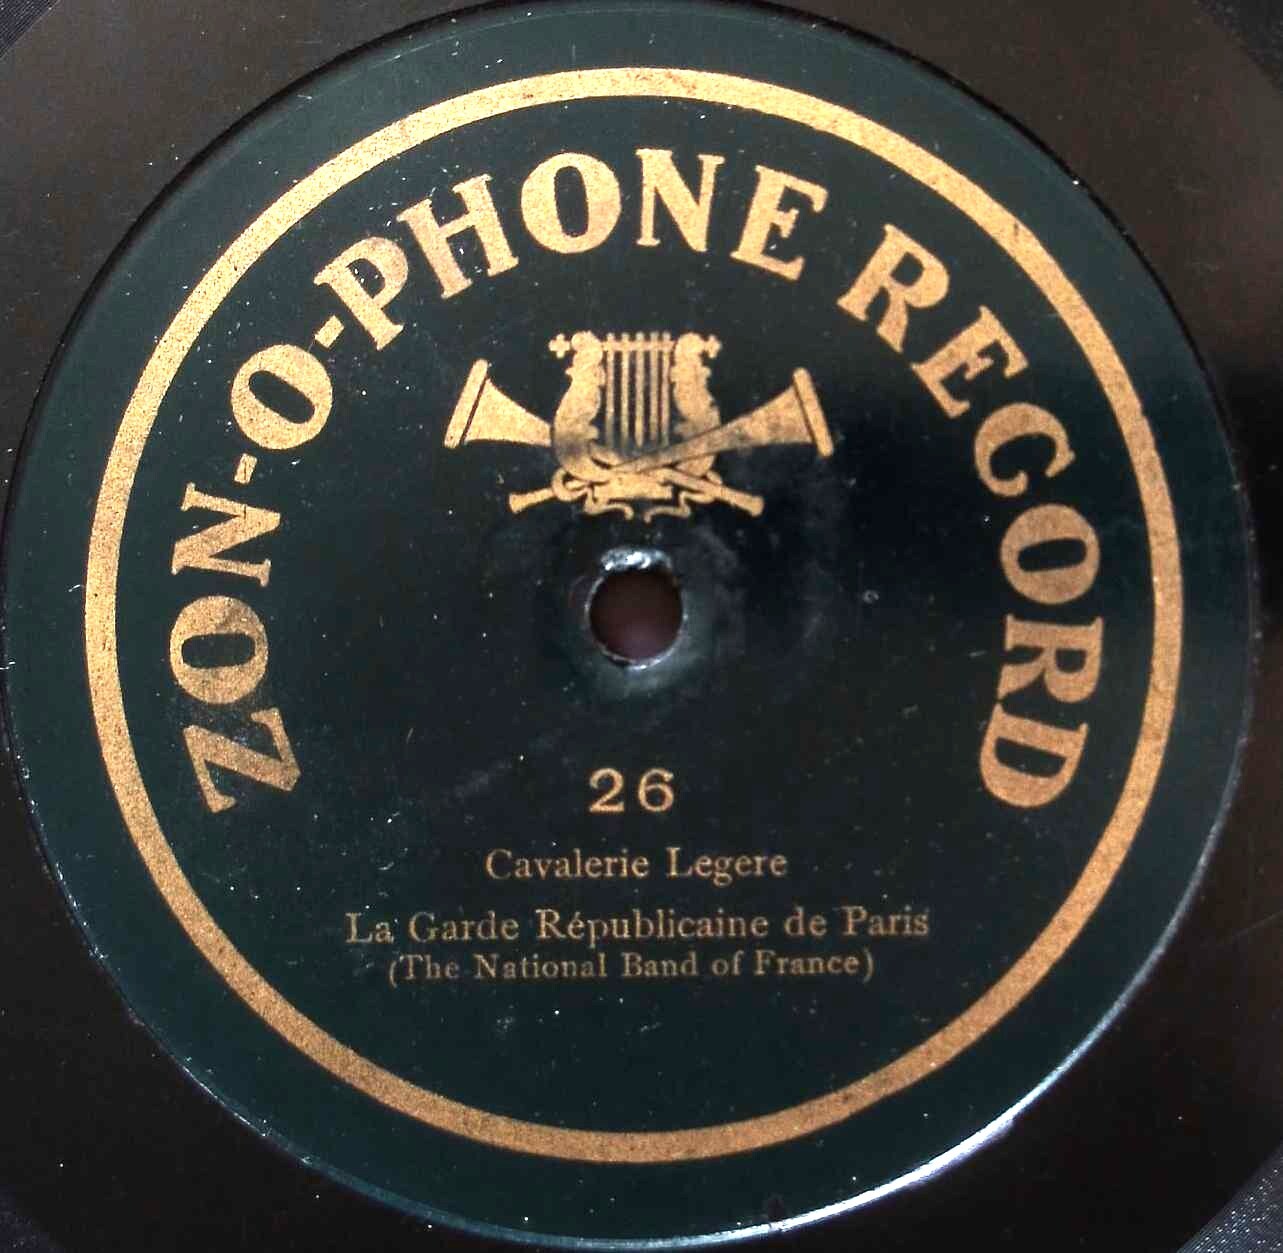 ZON-O-PHONE RECORD
26
Cavalerie Legere
La Garde Républicaine de Paris
(The National Band of France)